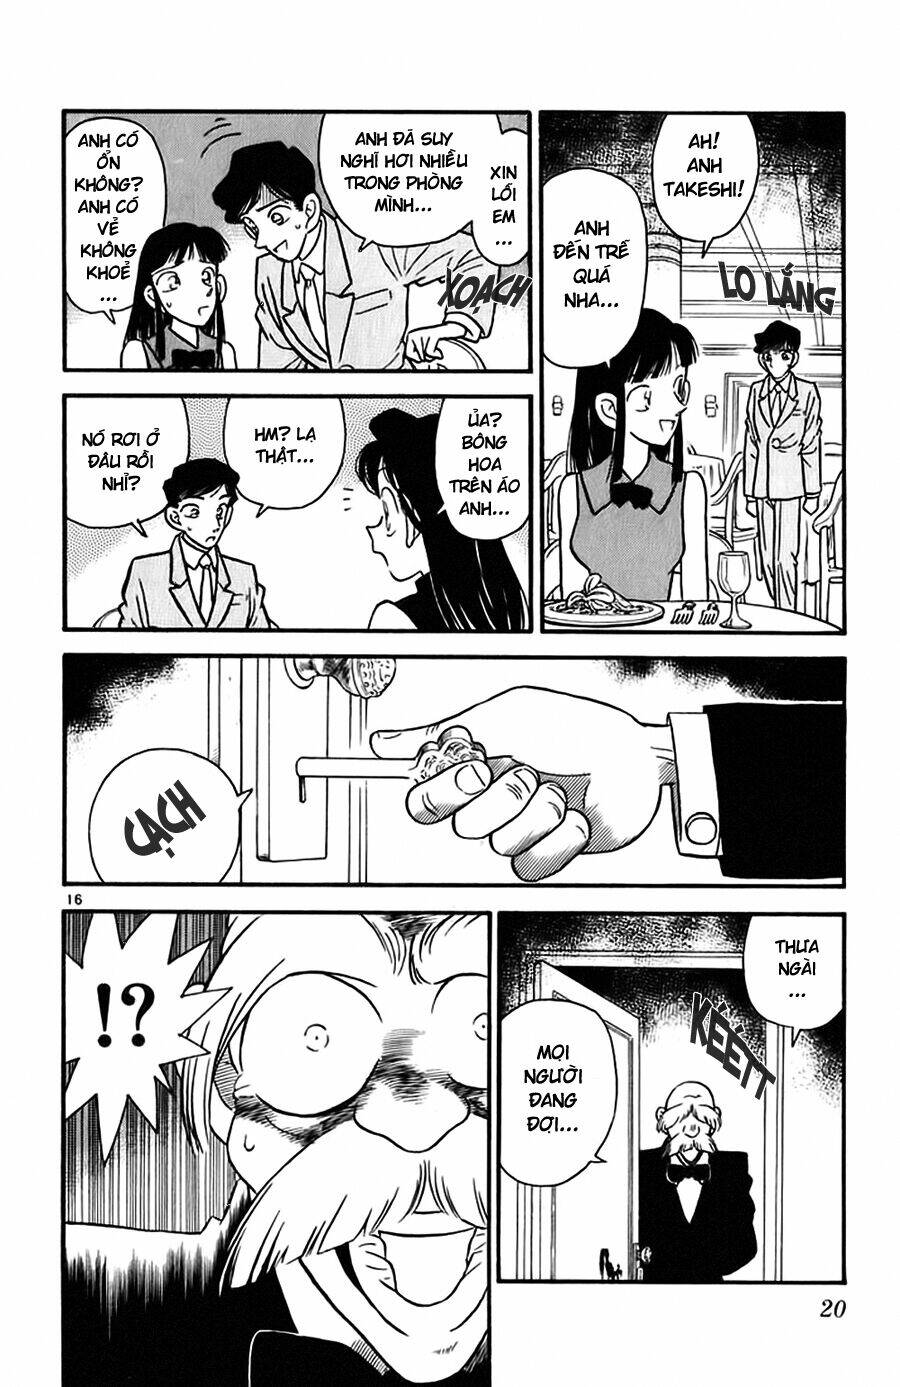 AH!
ANH
TAKESHI!
ANH
ĐẾN TRỄ
QUÁ
NHA...
LO LẮNG
XIN
LỖI
EM
...
XOẠCH
ANH ĐÃ SUY
NGHĨ HƠI NHIỀU
TRONG PHÒNG
MÌNH...
ANH CÓ
ỔN
KHÔNG?
ANH CÓ
VẺ
KHÔNG
KHOẺ
...
ỦA?
BÔNG
HOA
TRÊN ÁO
ANH...
HM? LẠ
THẬT...
NÓ RƠI Ở
ĐÂU RỒI
NHỈ?
CẠCH
16
THƯA
NGÀI
...
KÉÉTT
MỌI
NGƯỜI
ĐANG
ĐỢI...
!?
20